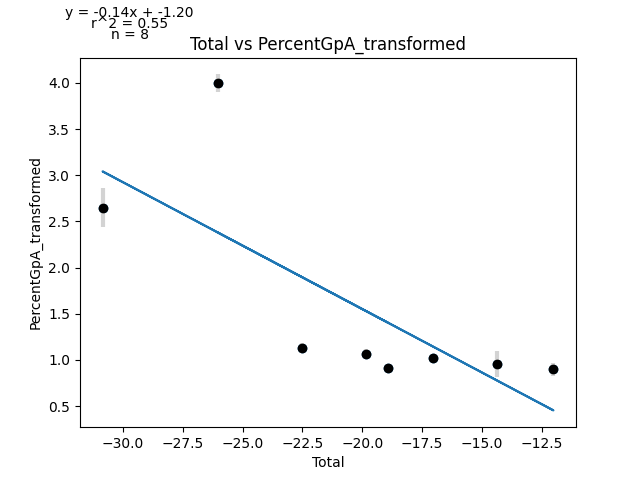 y = -0.14x + -1.20
r^2 = 0.55
n = 8
Total vs PercentGpA_transformed
PercentGpA_transformed
4.0
3.5
3.0
2.5
2.0
1.5
1.0
0.5
−30.0 −27.5 −25.0 −22.5 −20.0 −17.5 −15.0 −12.5
Total